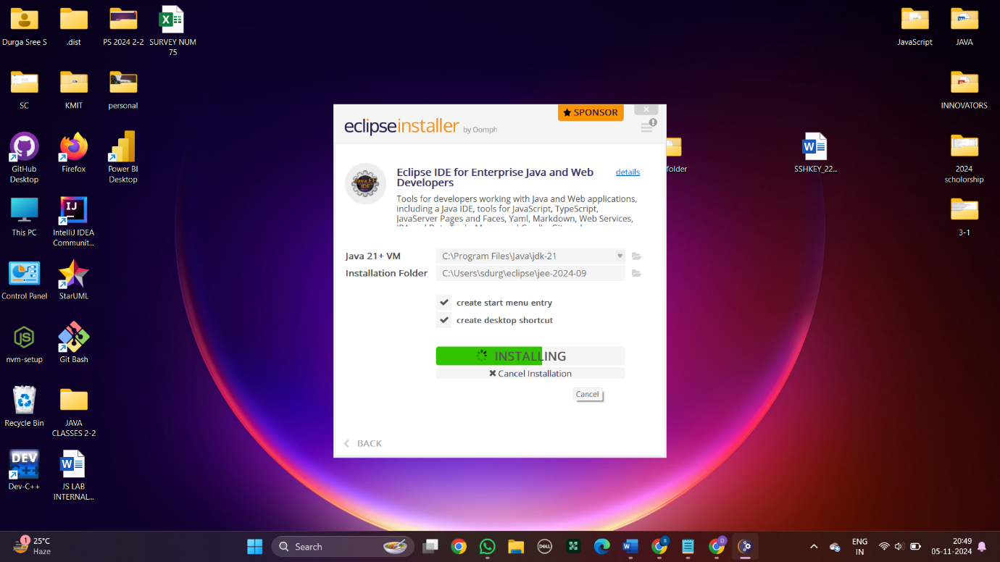 Durga Sree S
.dist
PS 2024 2-2
SURVEY NUM
75
JavaScript
JAVA
SC
KMIT
personal
INNOVATORS
GitHub
Desktop
Firefox
Power BI
Desktop
folder
SSHKEY_22...
2024
scholorship
This PC
IntelliJ IDEA
Communit...
3-1
Control Panel
StarUML
nvm-setup
Git Bash
Recycle Bin
JAVA
CLASSES 2-2
DEV
C++
Dev-C++
JS LAB
INTERNAL...
SPONSOR
eclipseinstaller by Oomph
Java EE
IDE
Eclipse IDE for Enterprise Java and Web
Developers
details
Tools for developers working with Java and Web applications,
including a Java IDE, tools for JavaScript, TypeScript,
JavaServer Pages and Faces, Yaml, Markdown, Web Services,
Java 21+ VM
C:\Program Files\Java\jdk-21
Installation Folder
C:\Users\sdurg\eclipse\jee-2024-09
create start menu entry
create desktop shortcut
INSTALLING
Cancel Installation
Cancel
BACK
1
25°C
Haze
Search
DELL
ENG
IN
20:49
05-11-2024